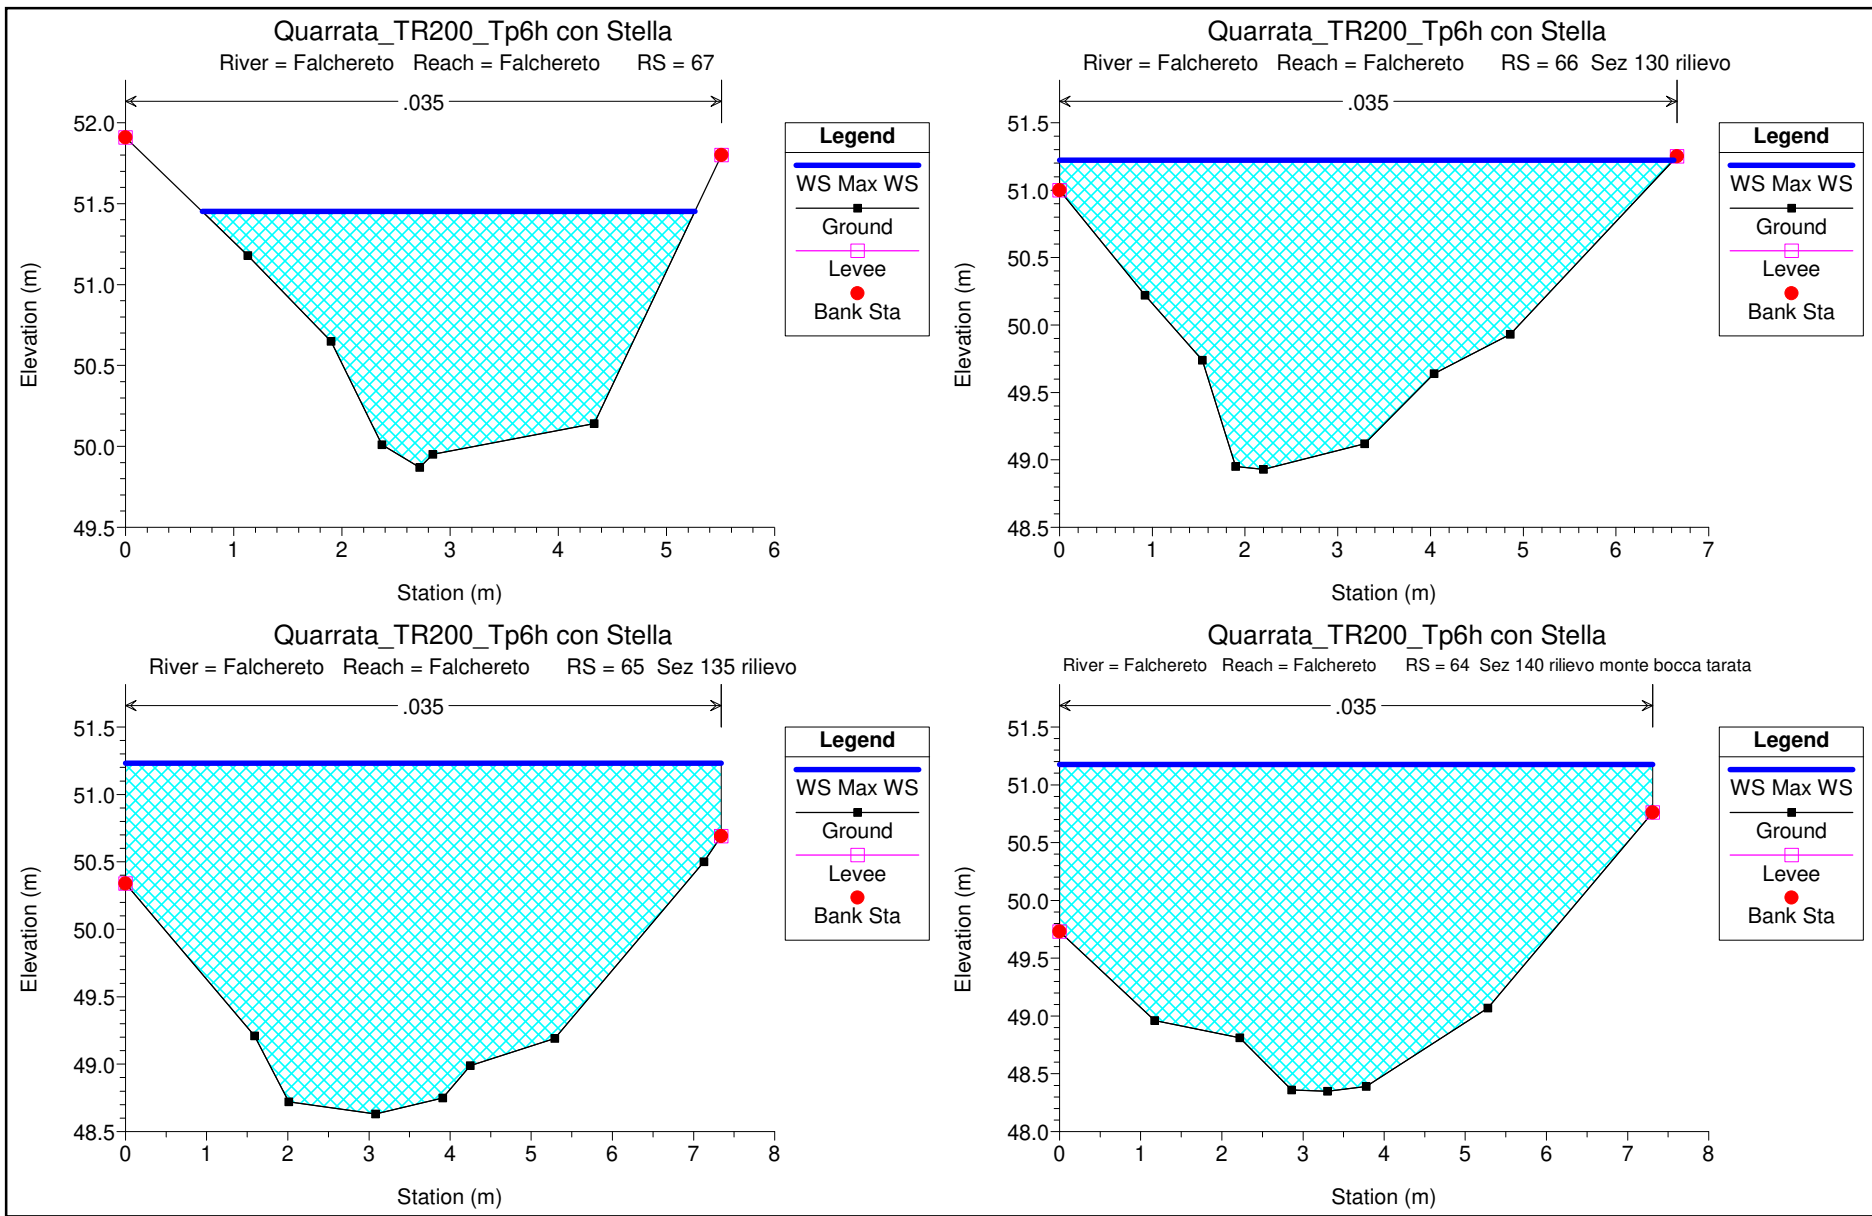 Quarrata_TR200_Tp6h con Stella
River = Falchereto Reach = Falchereto RS = 67
.035
52.0
51.5
51.0
50.5
50.0
49.5
0 1 2 3 4 5 6
Elevation (m)
Station (m)
Legend
WS Max WS
Ground
Levee
Bank Sta
Quarrata_TR200_Tp6h con Stella
River = Falchereto Reach = Falchereto RS = 66 Sez 130 rilievo
.035
51.5
51.0
50.5
50.0
49.5
49.0
48.5
0 1 2 3 4 5 6 7
Elevation (m)
Station (m)
Legend
WS Max WS
Ground
Levee
Bank Sta
Quarrata_TR200_Tp6h con Stella
River = Falchereto Reach = Falchereto RS = 65 Sez 135 rilievo
.035
51.5
51.0
50.5
50.0
49.5
49.0
48.5
0 1 2 3 4 5 6 7 8
Elevation (m)
Station (m)
Legend
WS Max WS
Ground
Levee
Bank Sta
Quarrata_TR200_Tp6h con Stella
River = Falchereto Reach = Falchereto RS = 64 Sez 140 rilievo monte bocca tarata
.035
51.5
51.0
50.5
50.0
49.5
49.0
48.5
48.0
0 1 2 3 4 5 6 7 8
Elevation (m)
Station (m)
Legend
WS Max WS
Ground
Levee
Bank Sta